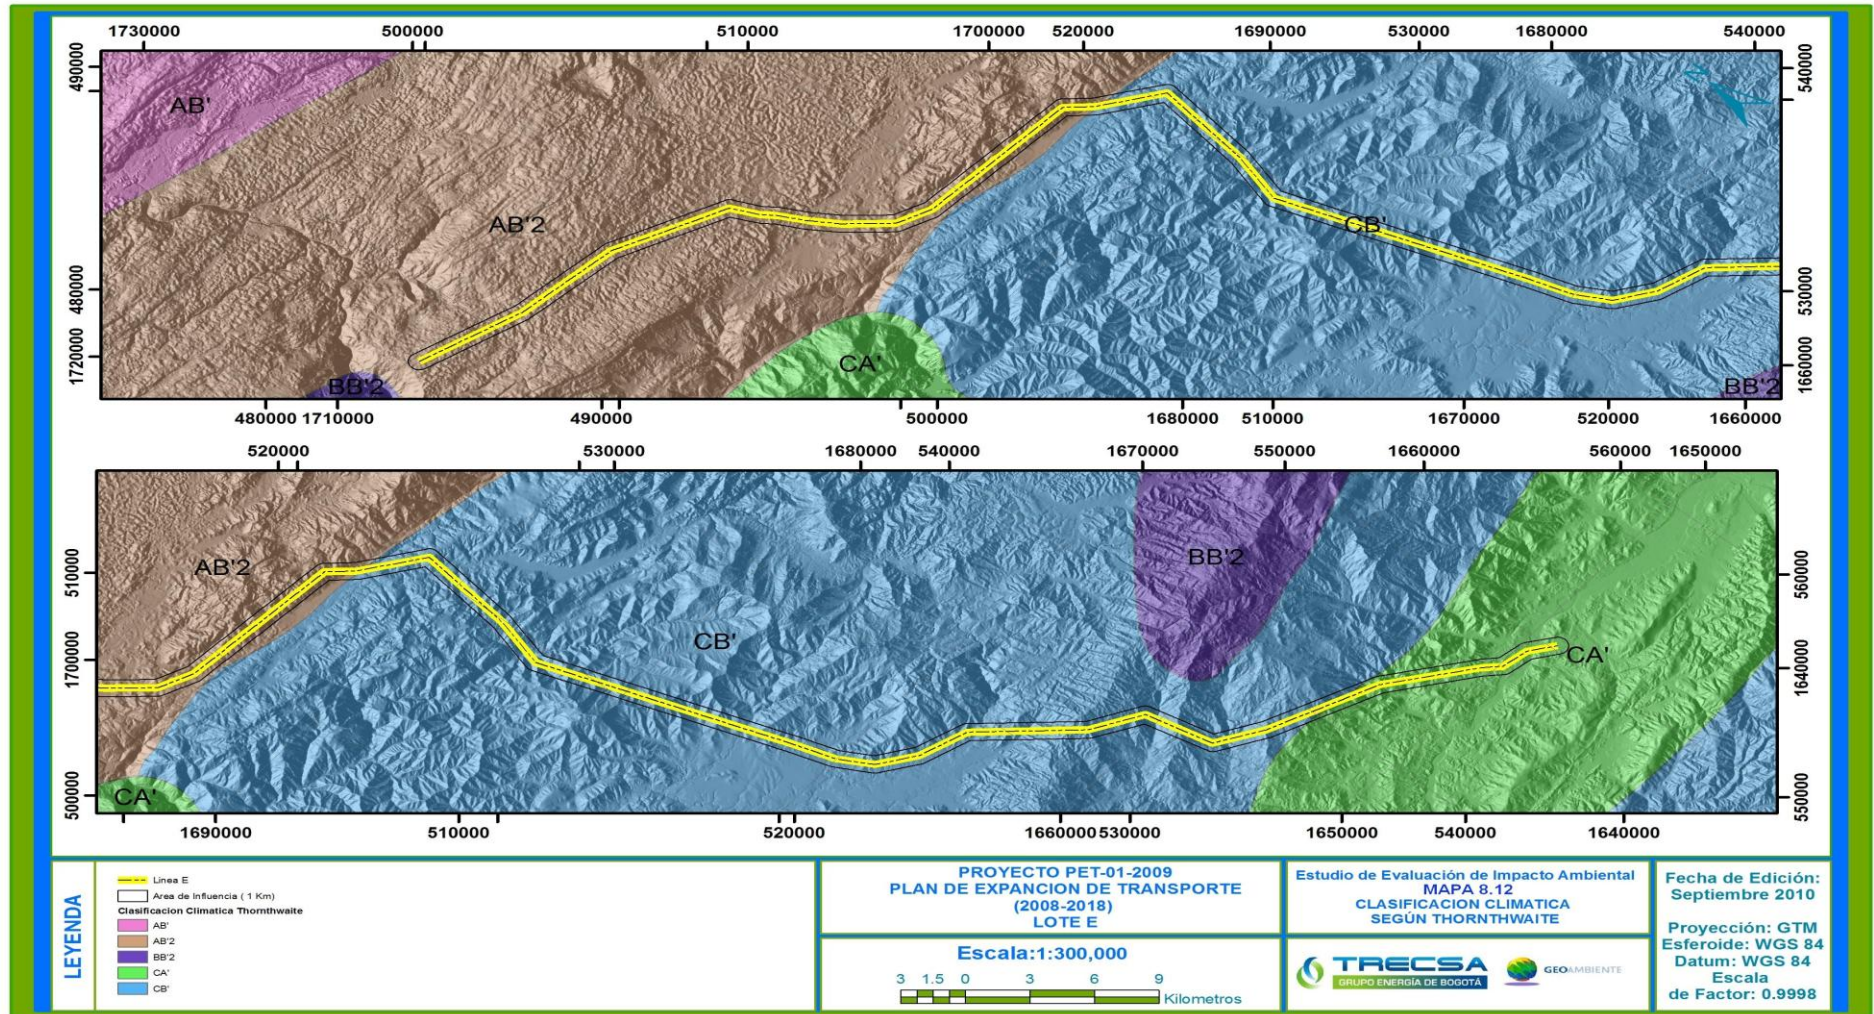 1730000 500000 510000 1700000 520000 1690000 530000 1680000 540000
490000
480000
1720000
540000
530000
1660000
AB'
AB'2
CB'
CA'
BB'2
BB'2
480000 1710000 490000 500000 1680000 510000 1670000 520000 1660000
520000 530000 1680000 540000 1670000 550000 1660000 560000 1650000
510000
1700000
500000
560000
1640000
550000
AB'2
BB'2
CB'
CA'
CA'
1690000 510000 520000 1660000 530000 1650000 540000 1640000
LEYENDA
Linea E
Area de Influencia ( 1 Km)
Clasificacion Climatica Thornthwaite
AB'
AB'2
BB'2
CA'
CB'
PROYECTO PET-01-2009
PLAN DE EXPANCION DE TRANSPORTE
(2008-2018)
LOTE E
Escala:1:300,000
3 1.5 0 3 6 9
Kilometros
Estudio de Evaluación de Impacto Ambiental
MAPA 8.12
CLASIFICACION CLIMATICA
SEGÚN THORNTHWAITE
TRECSA
GRUPO ENERGÍA DE BOGOTÁ
GEOAMBIENTE
Fecha de Edición:
Septiembre 2010
Proyección: GTM
Esferoide: WGS 84
Datum: WGS 84
Escala
de Factor: 0.9998